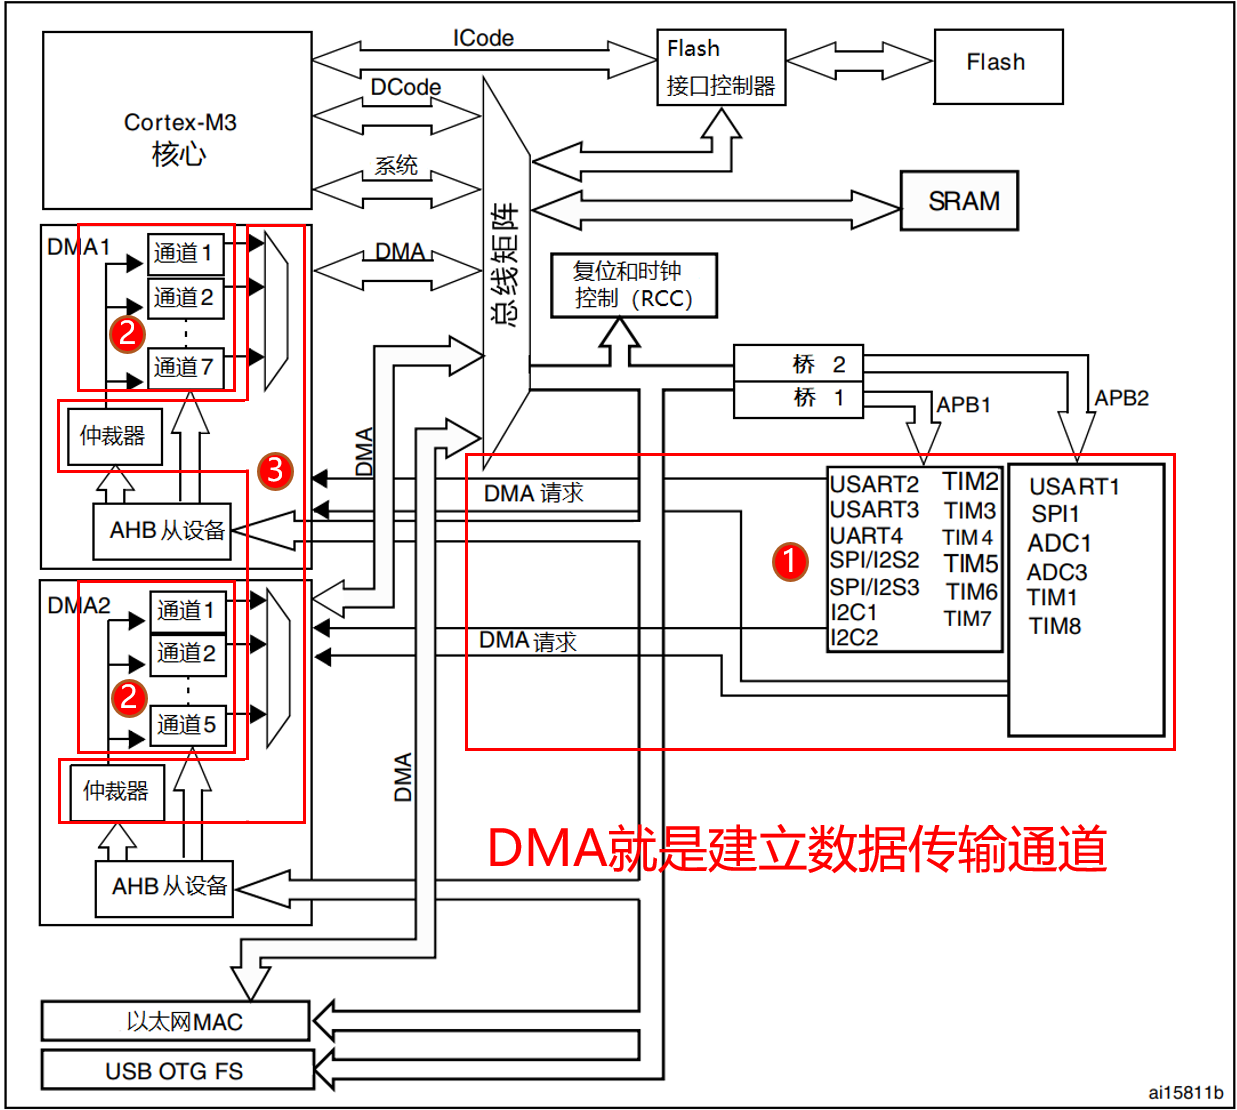 ICode
Flash
接口控制器
Flash
DCode
Cortex-M3
核心
系统
SRAM
DMA
总线矩阵
复位和时钟
控制（RCC）
DMA1
通道1
通道2
通道7
2
仲裁器
AHB从设备
3
桥 2
桥 1
APB1
APB2
DMA
DMA 请求
1
USART2
USART3
UART4
SPI/I2S2
SPI/I2S3
I2C1
I2C2
TIM2
TIM3
TIM4
TIM5
TIM6
TIM7
USART1
SPI1
ADC1
ADC3
TIM1
TIM8
DMA2
通道1
通道2
通道5
2
仲裁器
AHB从设备
DMA 请求
DMA
DMA就是建立数据传输通道
以太网MAC
USB OTG FS
ai15811b